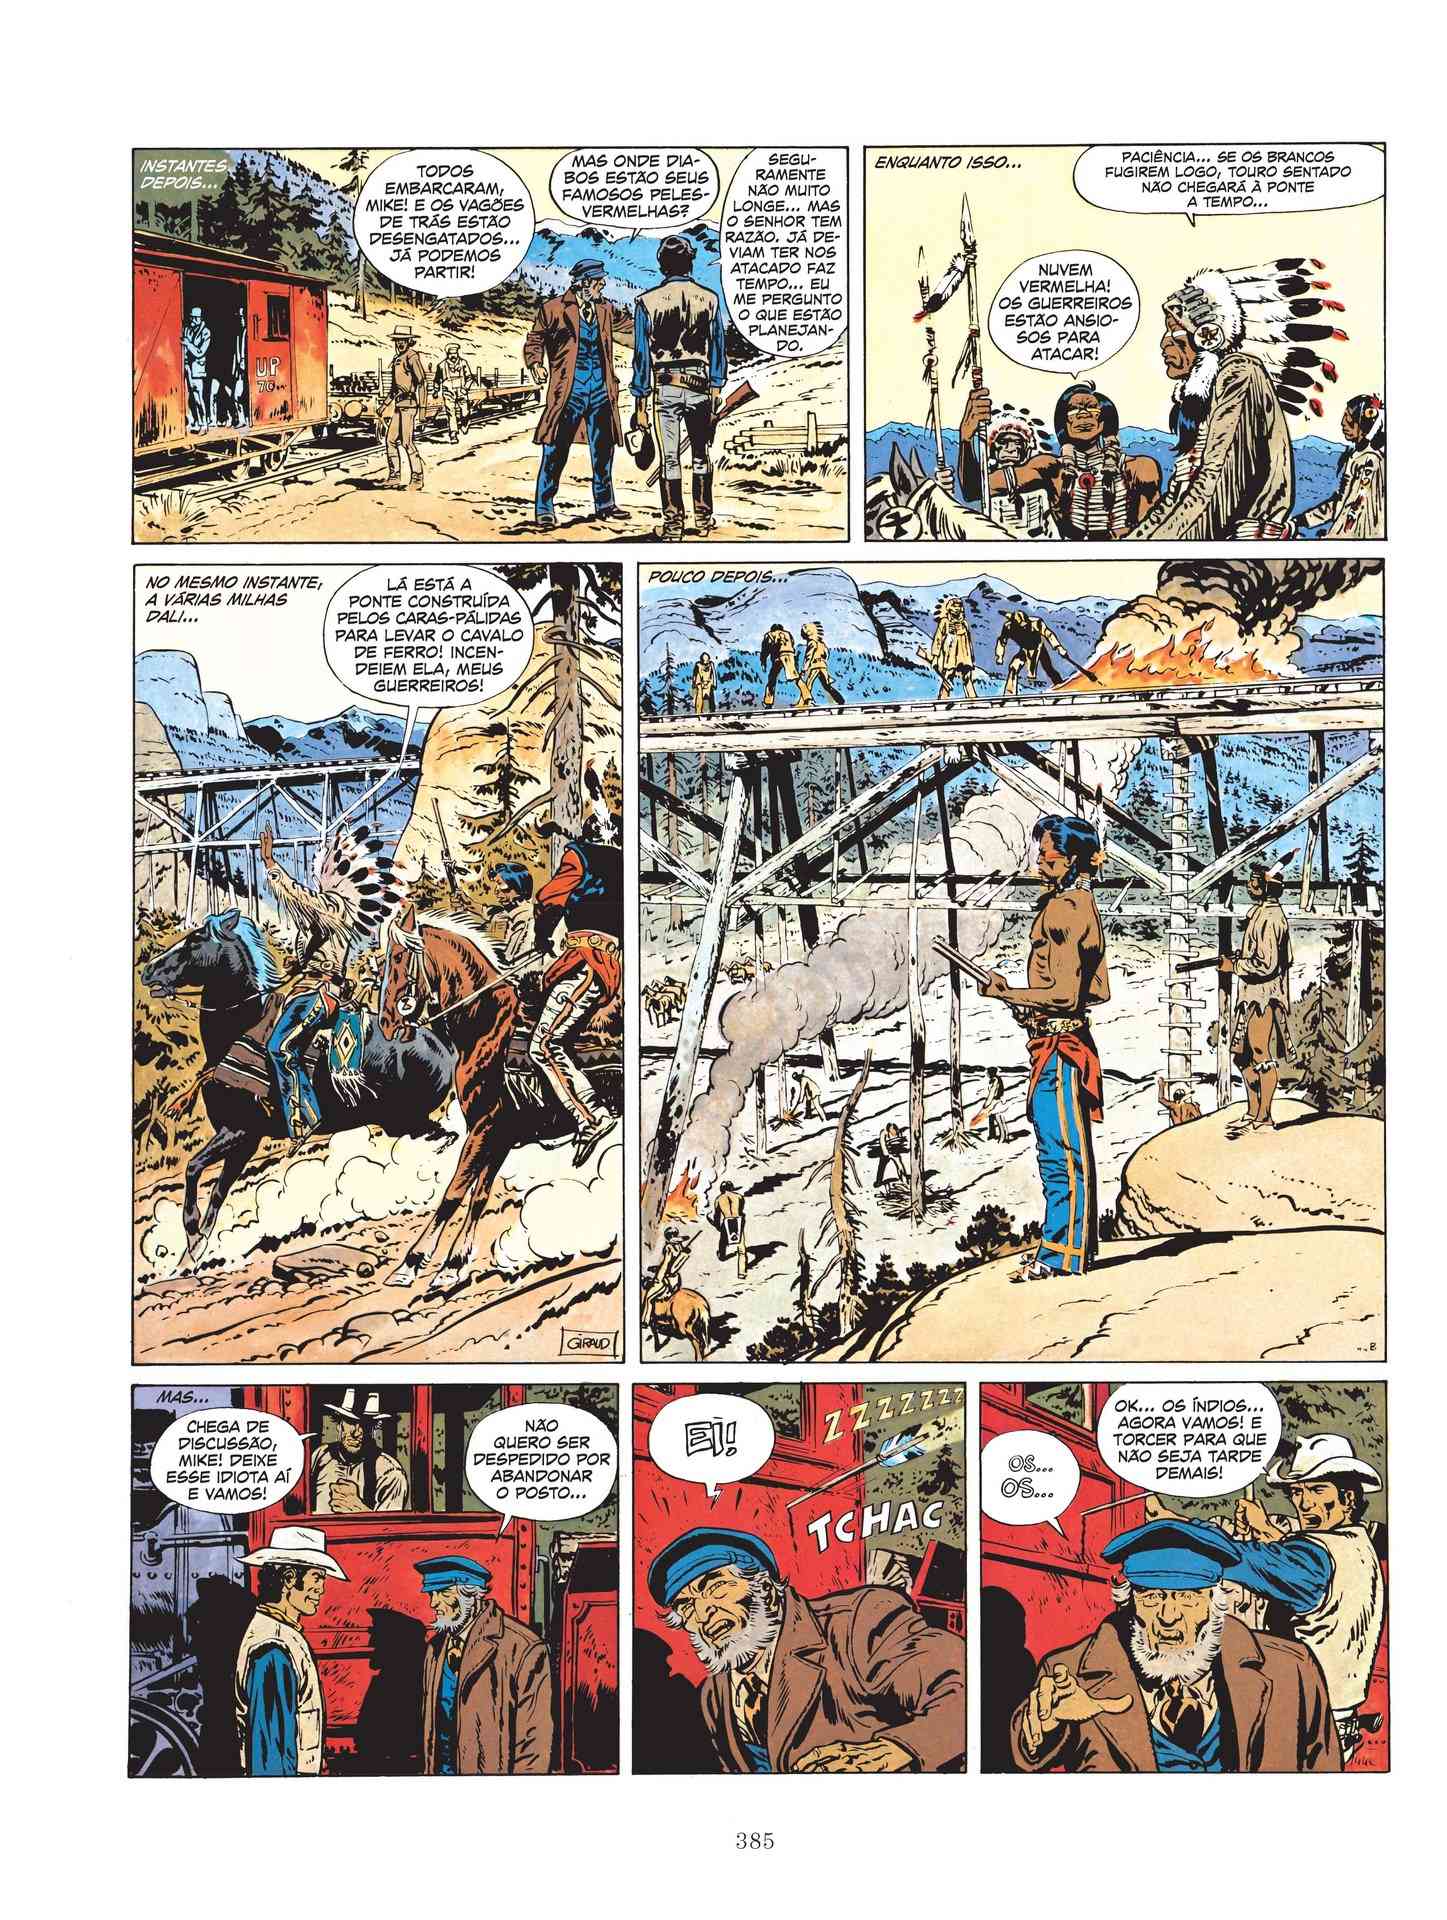 INSTANTES
DEPOIS...
TODOS
EMBARCARAM,
MIKE! E OS VAGÕES
DE TRÁS ESTÃO
DESENGATADOS...
JÁ PODEMOS
PARTIR!
MAS ONDE DIA-
BOS ESTÃO SEUS
FAMOSOS PELES-
VERMELHAS?
SEGU-
RAMENTE
NÃO MUITO
LONGE... MAS
O SENHOR TEM
RAZÃO. JÁ DE-
VIAM TER NOS
ATACADO FAZ
TEMPO... EU
ME PERGUNTO
O QUE ESTÃO
PLANEJAN-
DO.
UP
70
ENQUANTO ISSO...
PACIÊNCIA... SE OS BRANCOS
FUGIREM LOGO, TOURO SENTADO
NÃO CHEGARÁ À PONTE
A TEMPO...
NUVEM
VERMELHA!
OS GUERREIROS
ESTÃO ANSIO-
SOS PARA
ATACAR!
NO MESMO INSTANTE,
A VÁRIAS MILHAS
DALI...
LÁ ESTÁ A
PONTE CONSTRUÍDA
PELOS CARAS-PÁLIDAS
PARA LEVAR O CAVALO
DE FERRO! INCEN-
DEIEM ELA, MEUS
GUERREIROS!
GIRAUD
POUCO DEPOIS...
8
MAS...
CHEGA DE
DISCUSSÃO,
MIKE! DEIXE
ESSE IDIOTA AÍ
E VAMOS!
NÃO
QUERO SER
DESPEDIDO POR
ABANDONAR
O POSTO...
EI!
ZZZZZZZ
TCHAC
OS...
OS...
OK... OS ÍNDIOS...
AGORA VAMOS! E
TORCER PARA QUE
NÃO SEJA TARDE
DEMAIS!
385